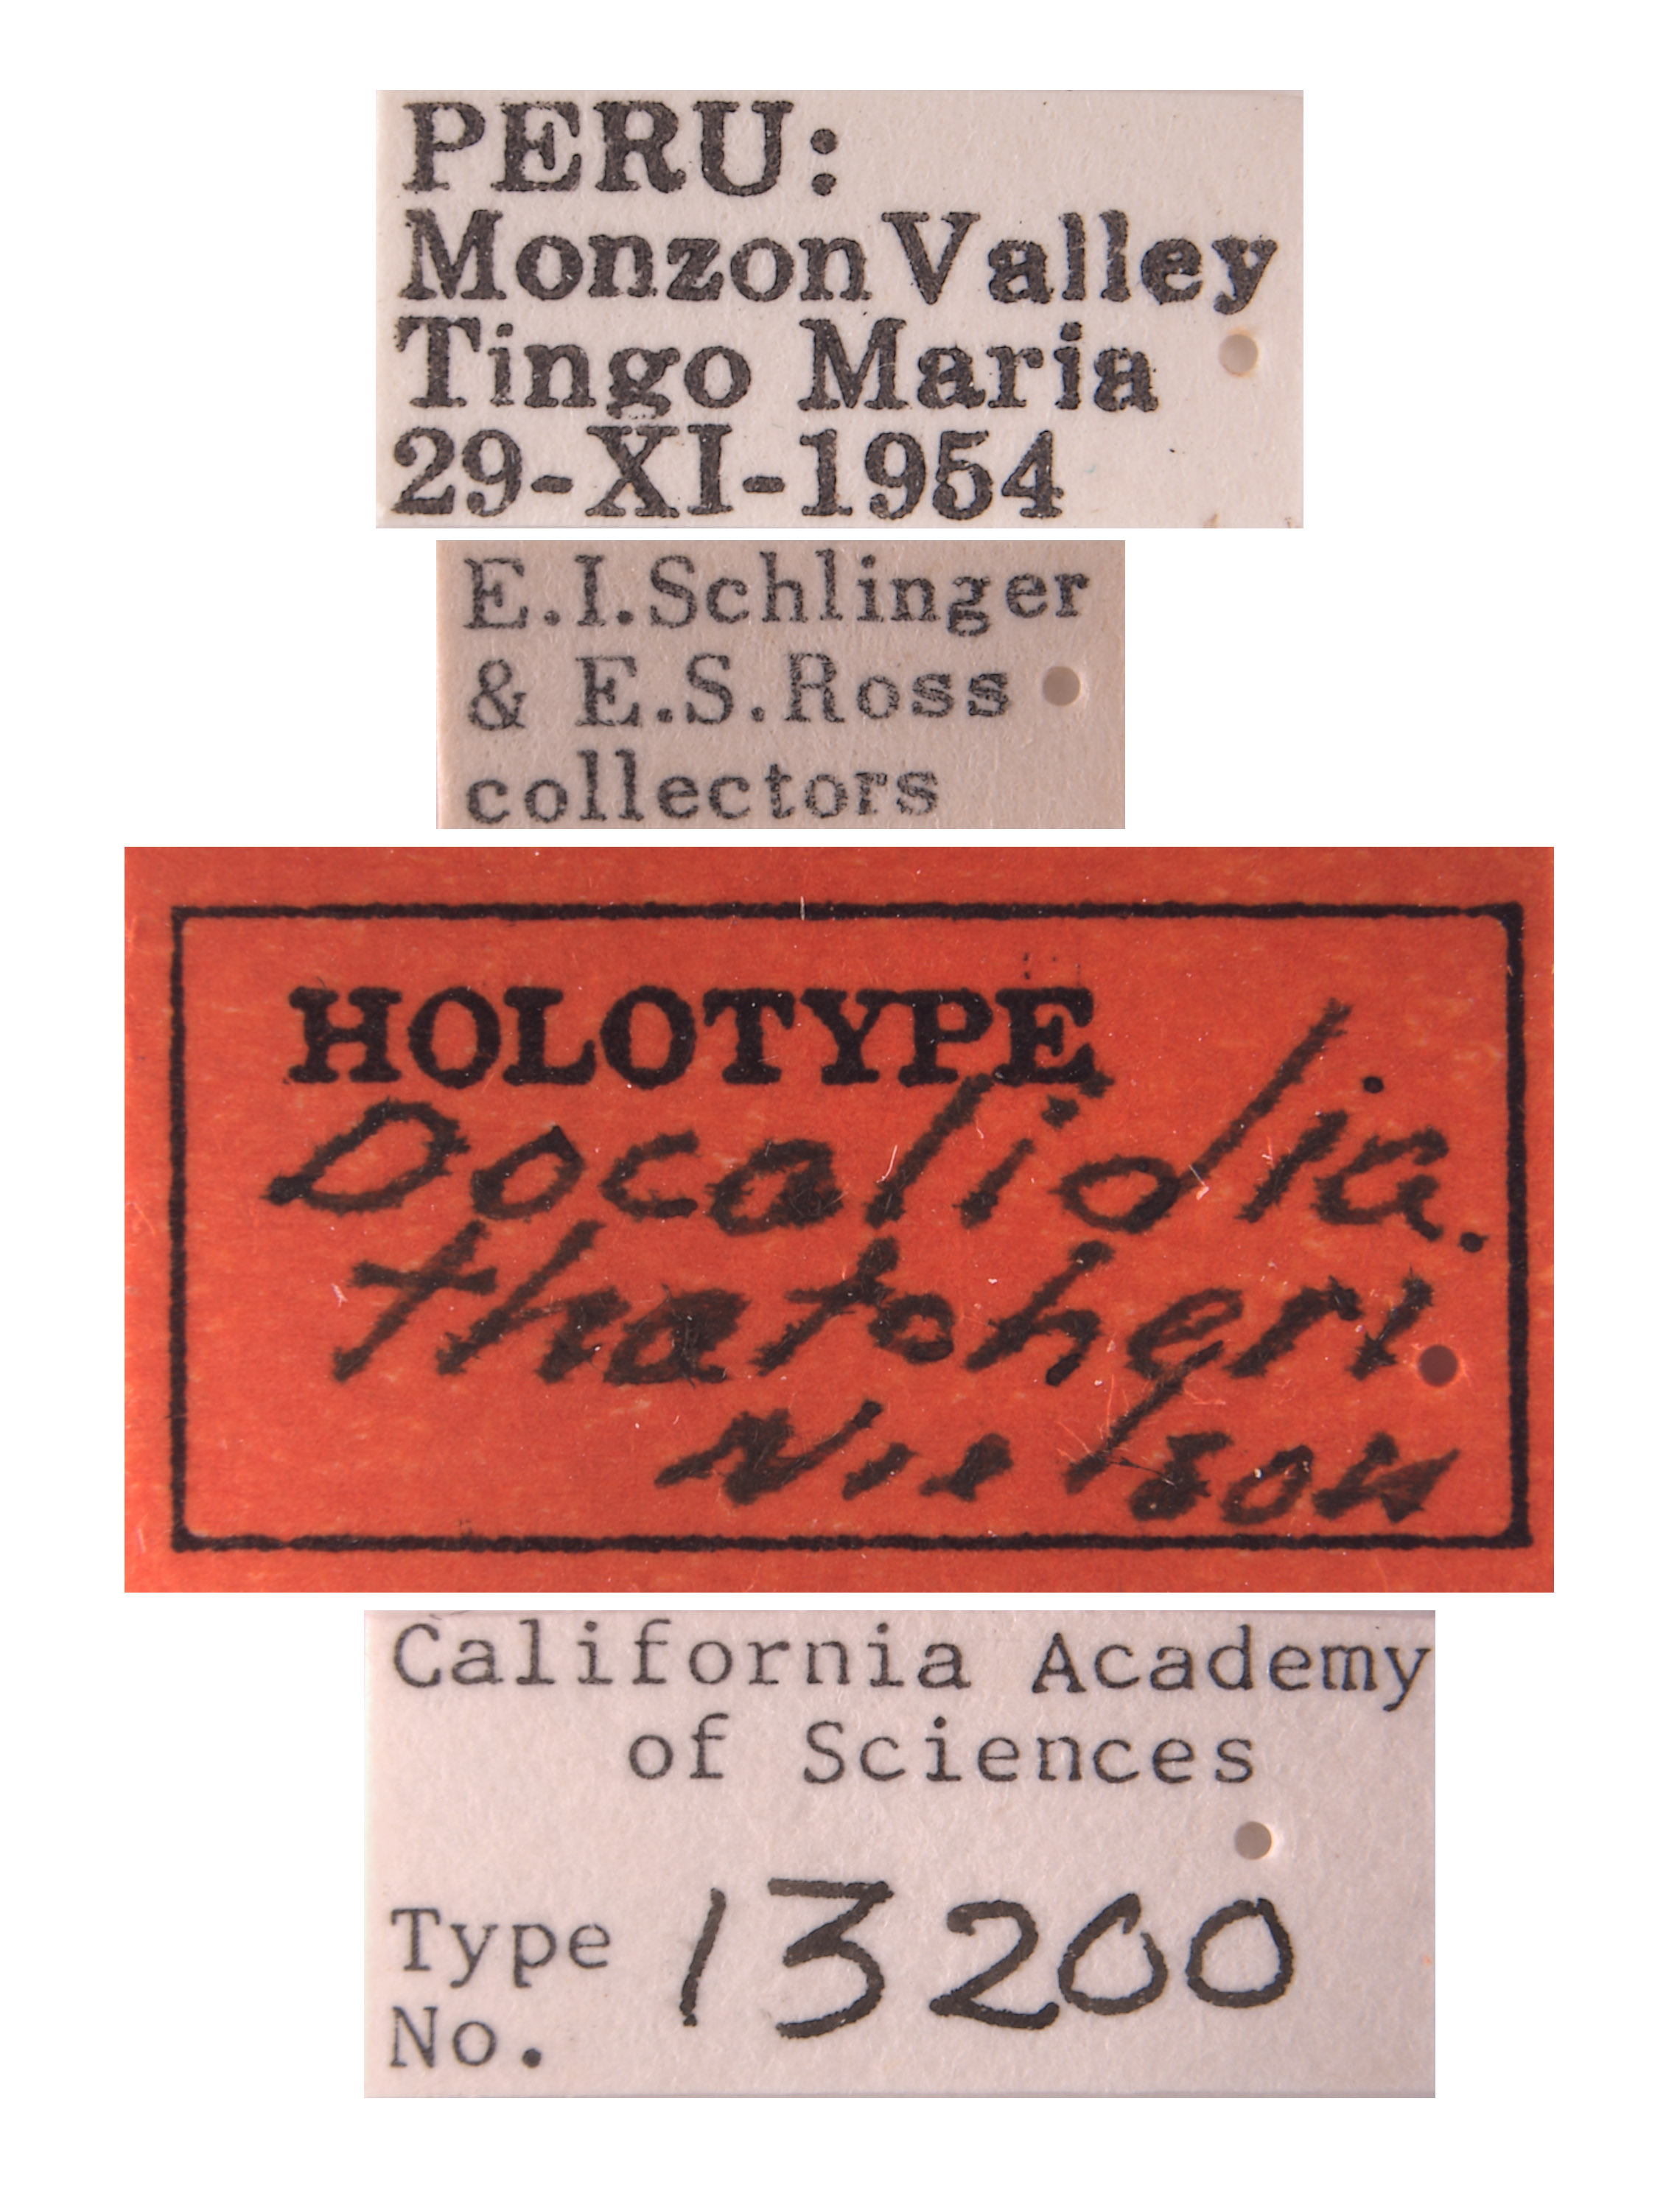 PERU:
Monzon Valley
Tingo Maria
29-XI-1954
E.I.Schlinger
& E.S.Ross
collectors
HOLOTYPE
Docalidia
thatcheri
Nielson
California Academy
of Sciences
Type
No. 13200